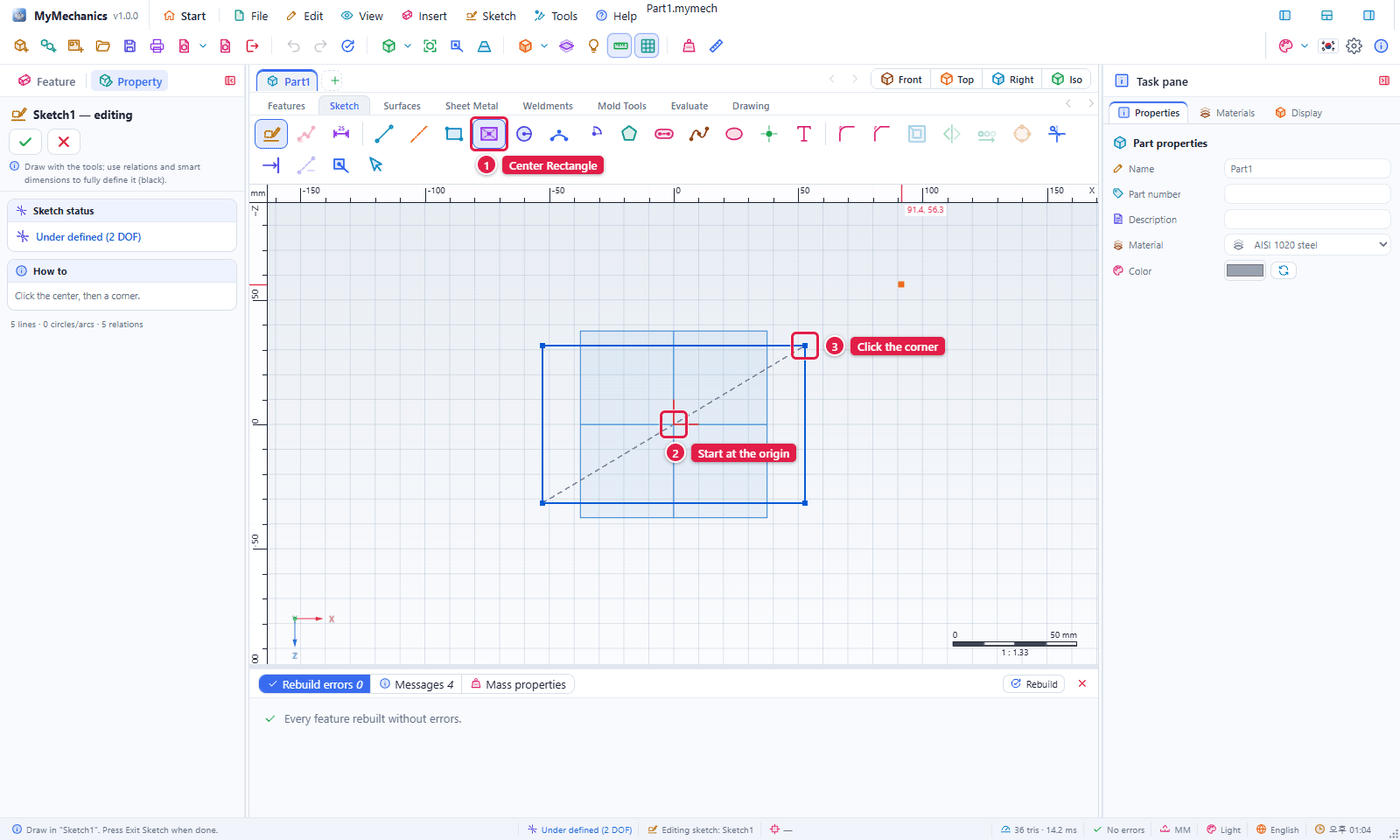 MyMechanics v1.0.0 Start File Edit View Insert Sketch Tools Help Part1.mymech
Feature Property
Sketch1 — editing
Draw with the tools; use relations and smart
dimensions to fully define it (black).
Sketch status
Under defined (2 DOF)
How to
Click the center, then a corner.
5 lines · 0 circles/arcs · 5 relations
Part1
Front Top Right Iso
Features Sketch Surfaces Sheet Metal Weldments Mold Tools Evaluate Drawing
25
T
1 Center Rectangle
mm -150 -100 -50 0 50 100 150 X
-Z
91.4, 56.3
50
3 Click the corner
0
2 Start at the origin
-50
Y X
Z
0 50 mm
1 : 1.33
Rebuild errors 0 Messages 4 Mass properties Rebuild
Every feature rebuilt without errors.
Task pane
Properties Materials Display
Part properties
Name Part1
Part number
Description
Material AISI 1020 steel
Color
Draw in "Sketch1". Press Exit Sketch when done. Under defined (2 DOF) Editing sketch: Sketch1 — 36 tris · 14.2 ms No errors MM Light English 오후 01:04